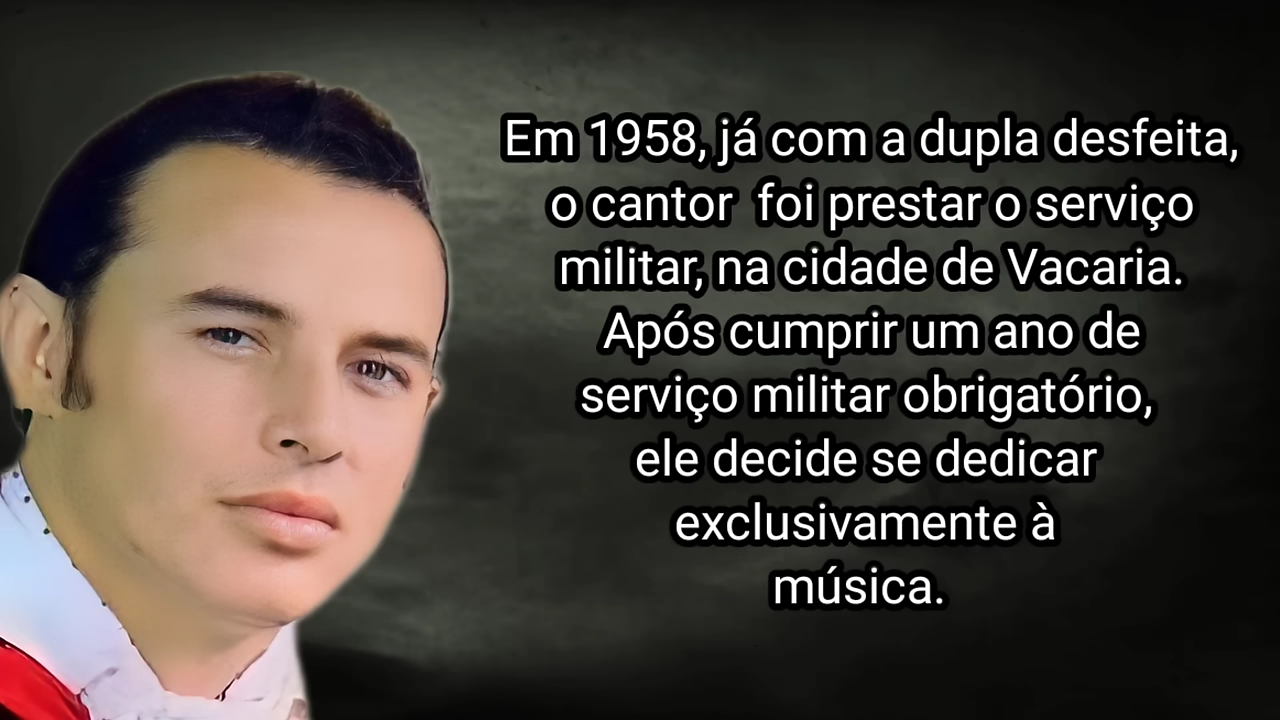 Em 1958, já com a dupla desfeita,
o cantor  foi prestar o serviço
militar, na cidade de Vacaria.
Após cumprir um ano de
serviço militar obrigatório,
ele decide se dedicar
exclusivamente à
música.